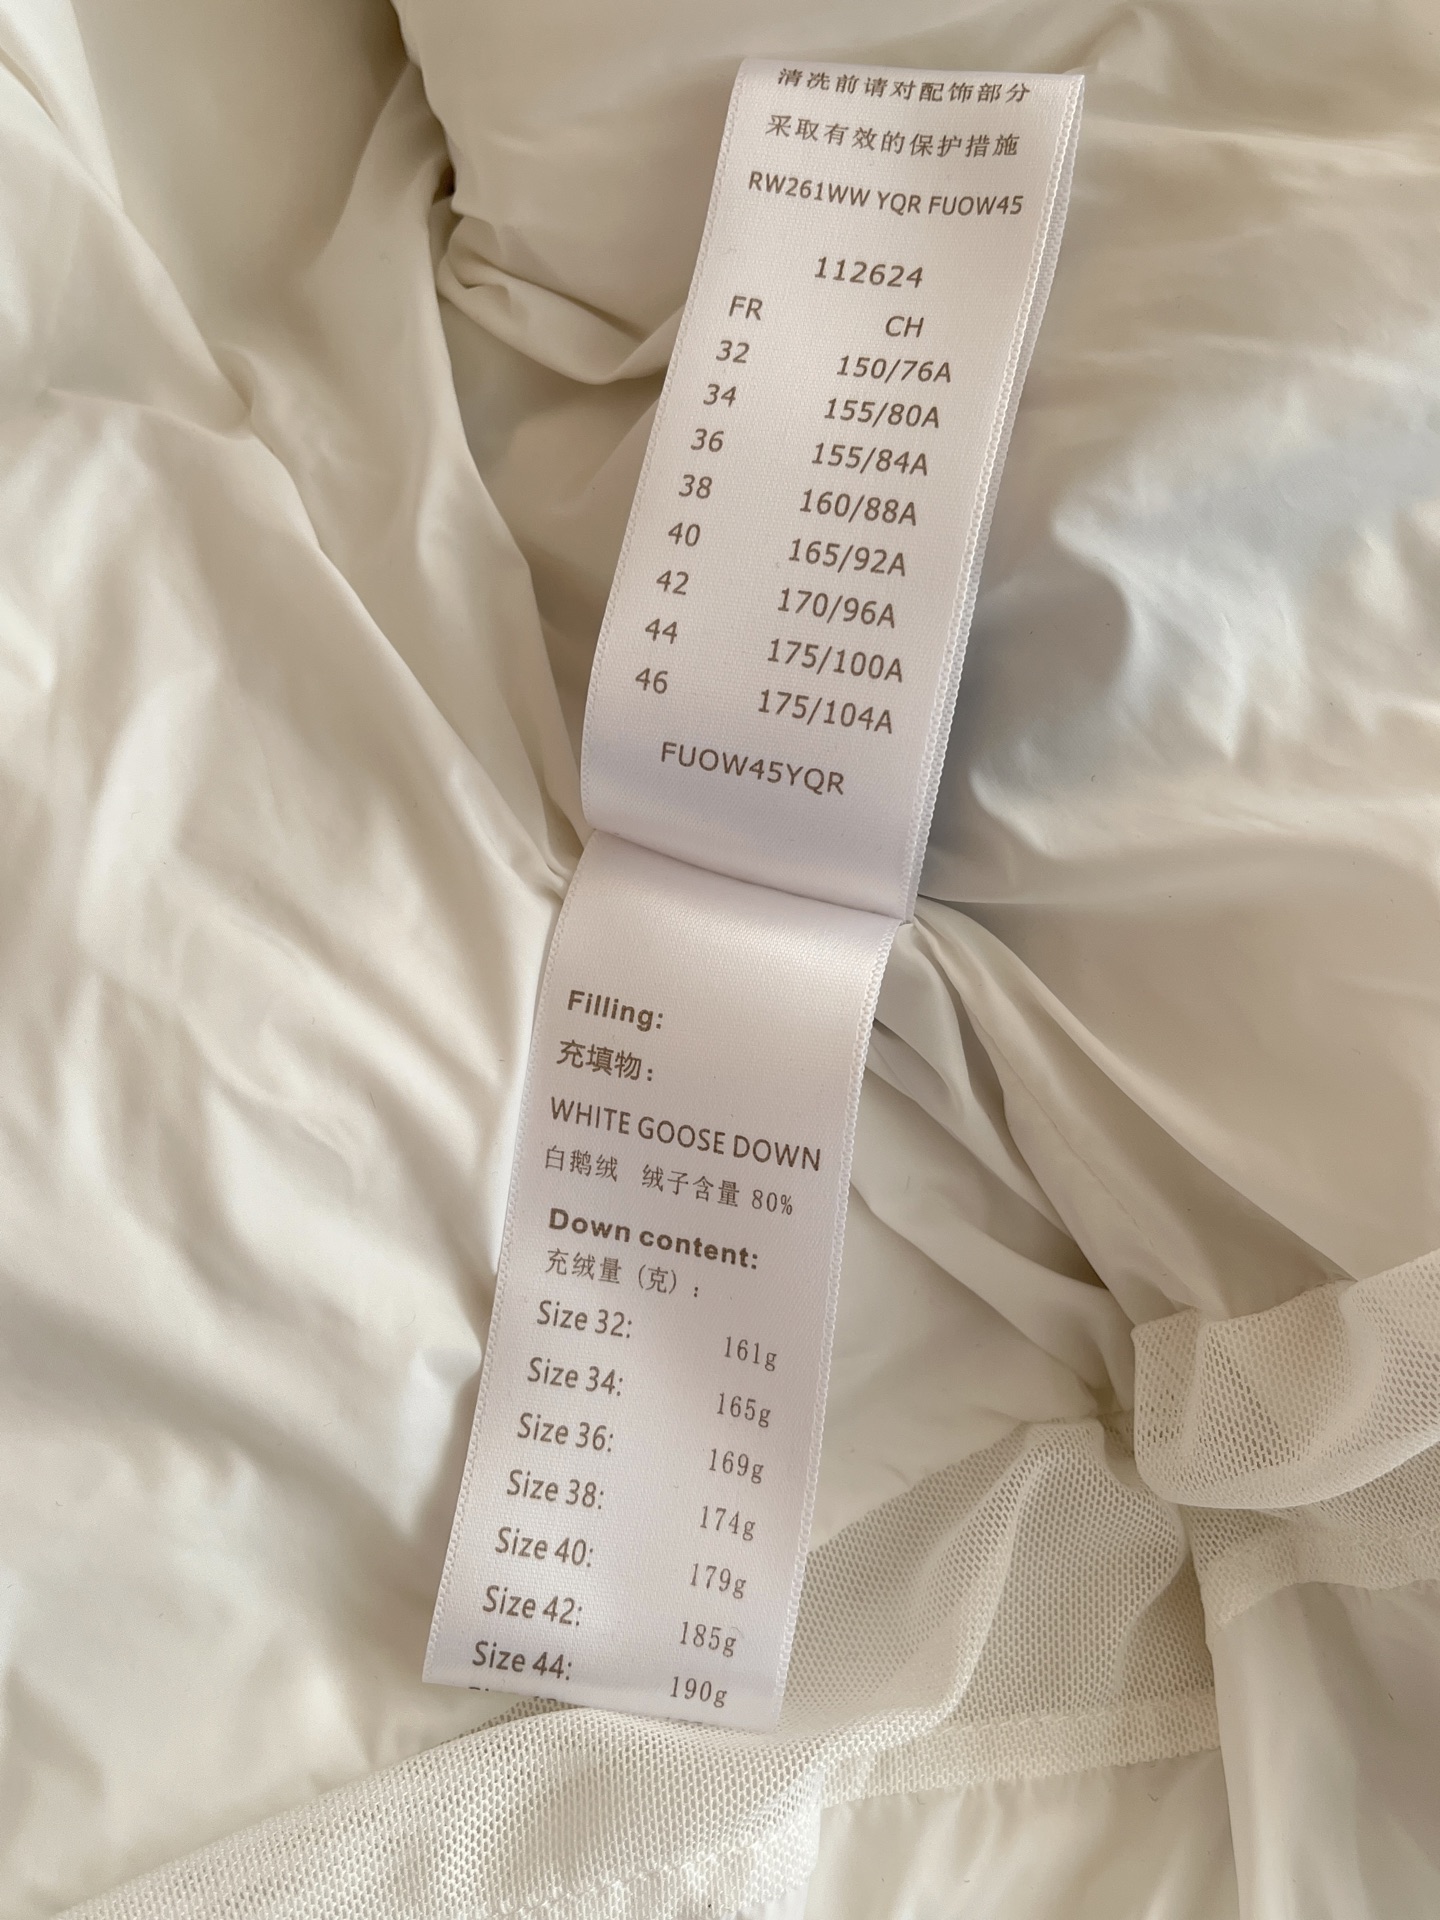 清洗前请对配饰部分
采取有效的保护措施
RW261WW YQR FUOW45
112624
FR CH
32 150/76A
34 155/80A
36 155/84A
38 160/88A
40 165/92A
42 170/96A
44 175/100A
46 175/104A
FUOW45YQR
Filling:
充填物：
WHITE GOOSE DOWN
白鹅绒 绒子含量 80%
Down content:
充绒量（克）：
Size 32: 161g
Size 34: 165g
Size 36: 169g
Size 38: 174g
Size 40: 179g
Size 42: 185g
Size 44: 190g